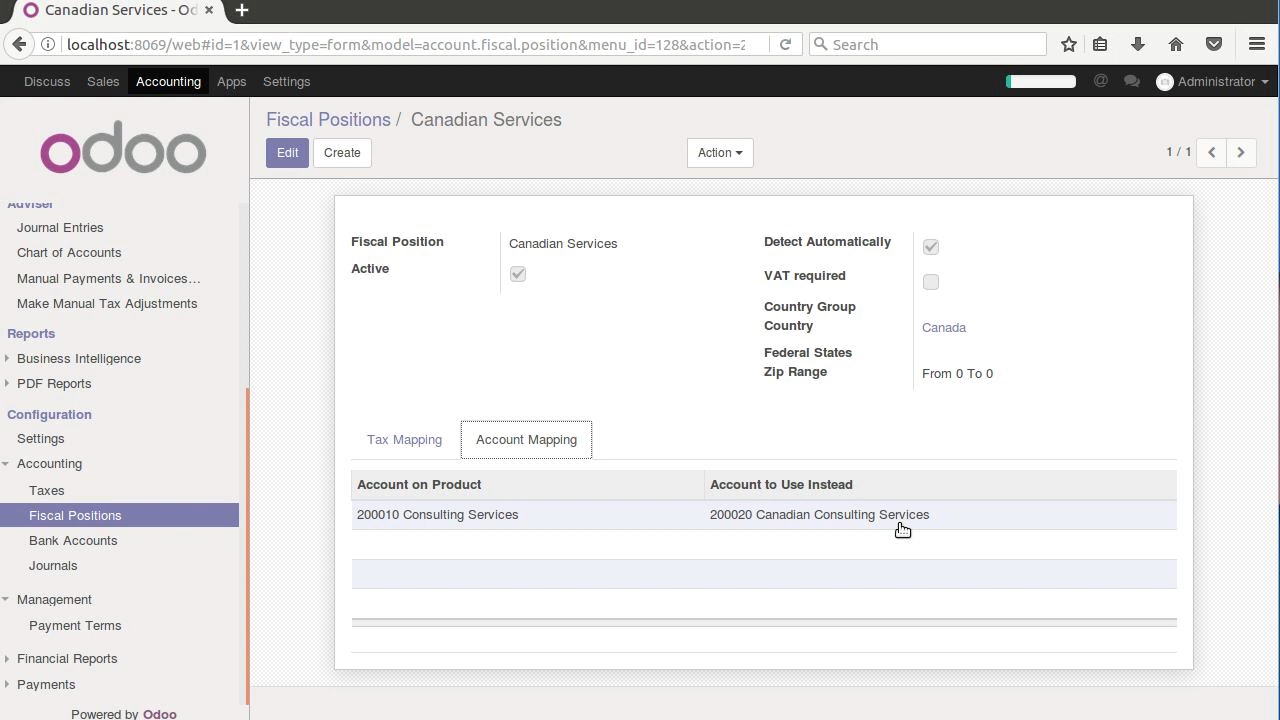 Canadian Services - Od
localhost:8069/web#id=1&view_type=form&model=account.fiscal.position&menu_id=128&action=2
Search
Discuss Sales Accounting Apps Settings
@ Administrator
odoo
Fiscal Positions / Canadian Services
Edit Create Action 1 / 1
Adviser
Journal Entries
Chart of Accounts
Manual Payments & Invoices...
Make Manual Tax Adjustments
Reports
Business Intelligence
PDF Reports
Configuration
Settings
Accounting
Taxes
Fiscal Positions
Bank Accounts
Journals
Management
Payment Terms
Financial Reports
Payments
Powered by Odoo
Fiscal Position Canadian Services
Active
Detect Automatically
VAT required
Country Group
Country Canada
Federal States
Zip Range From 0 To 0
Tax Mapping Account Mapping
Account on Product Account to Use Instead
200010 Consulting Services 200020 Canadian Consulting Services